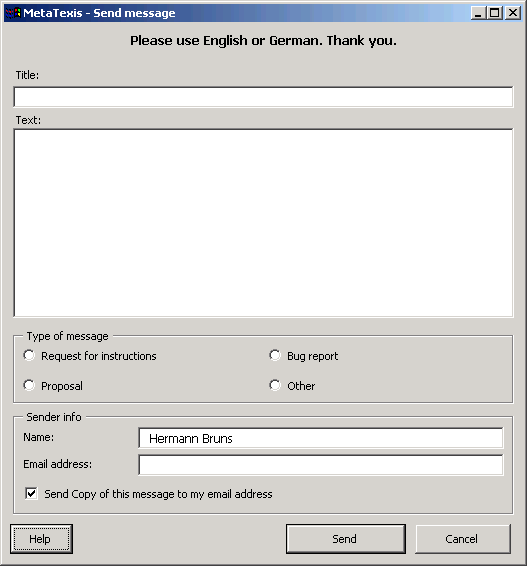 MetaTexis - Send message
Please use English or German. Thank you.
Title:
Text:
Type of message
Request for instructions
Bug report
Proposal
Other
Sender info
Name:
Hermann Bruns
Email address:
Send Copy of this message to my email address
Help
Send
Cancel